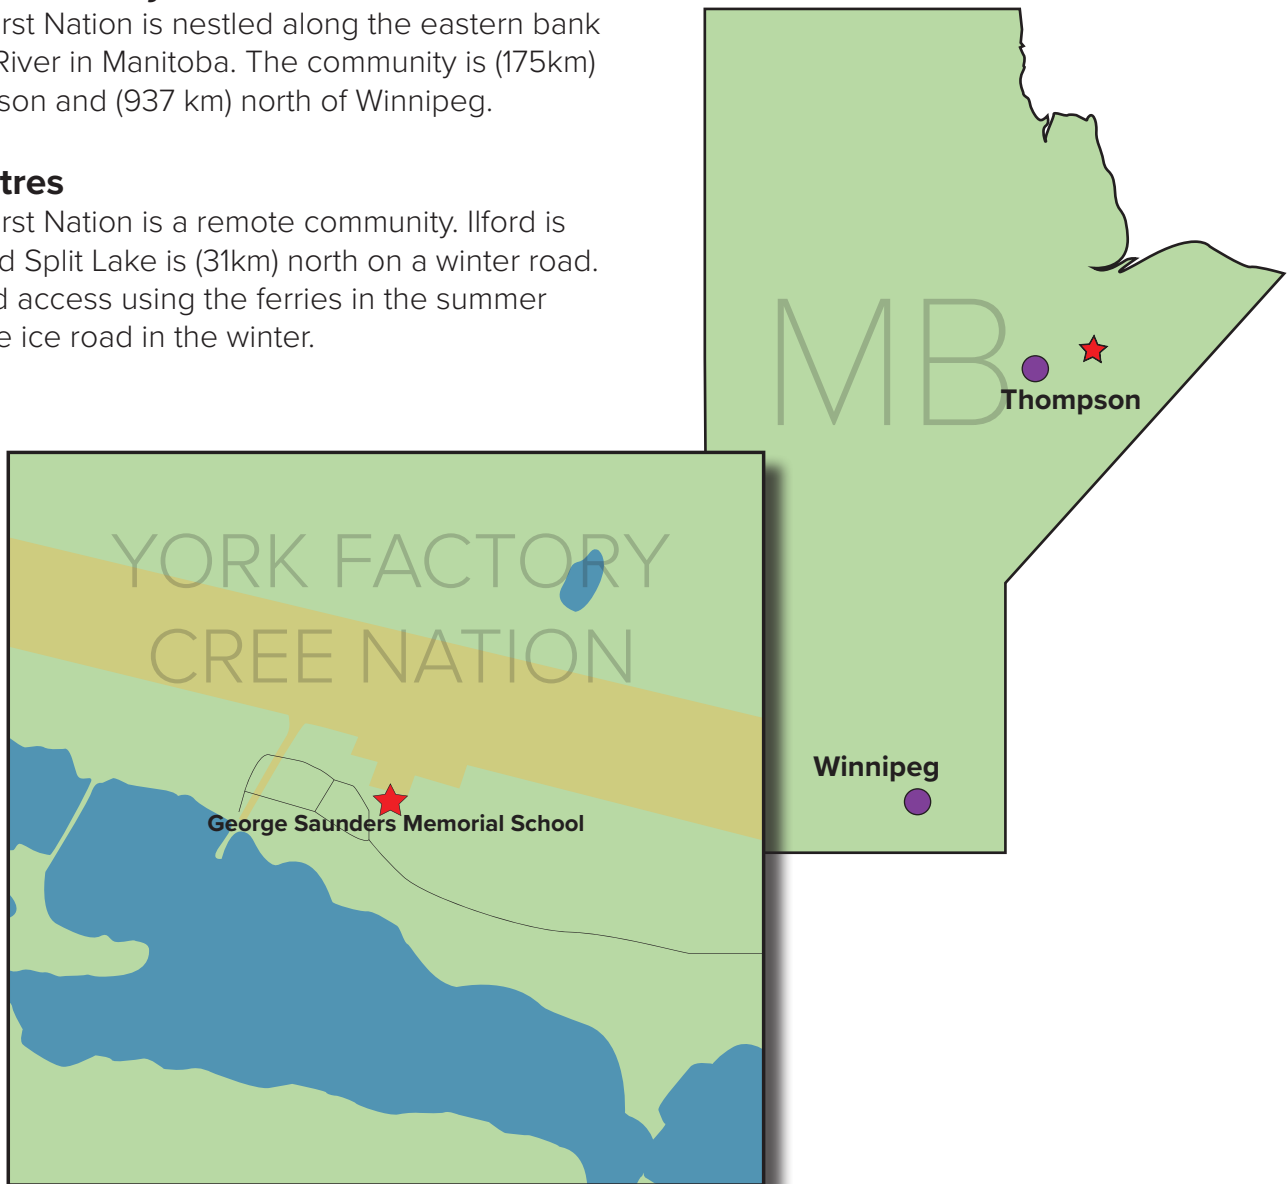 rst Nation is nestled along the eastern bank
River in Manitoba. The community is (175km)
son and (937 km) north of Winnipeg.
tres
rst Nation is a remote community. Ilford is
d Split Lake is (31km) north on a winter road.
d access using the ferries in the summer
e ice road in the winter.
MB
Thompson
YORK FACTORY
CREE NATION
Winnipeg
George Saunders Memorial School